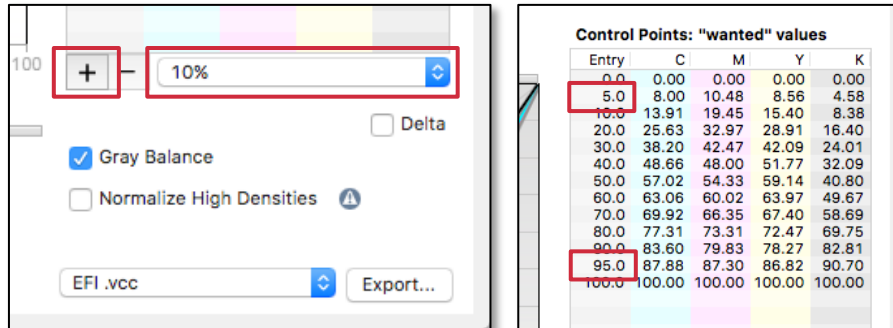 100
+ − 10%
Delta
Gray Balance
Normalize High Densities
EFI .vcc Export...
Control Points: "wanted" values
Entry C M Y K
0.0 0.00 0.00 0.00 0.00
5.0 8.00 10.48 8.56 4.58
10.0 13.91 19.45 15.40 8.38
20.0 25.63 32.97 28.91 16.40
30.0 38.20 42.47 42.09 24.01
40.0 48.66 48.00 51.77 32.09
50.0 57.02 54.33 59.14 40.80
60.0 63.06 60.02 63.97 49.67
70.0 69.92 66.35 67.40 58.69
80.0 77.31 73.31 72.47 69.75
90.0 83.60 79.83 78.27 82.81
95.0 87.88 87.30 86.82 90.70
100.0 100.00 100.00 100.00 100.00